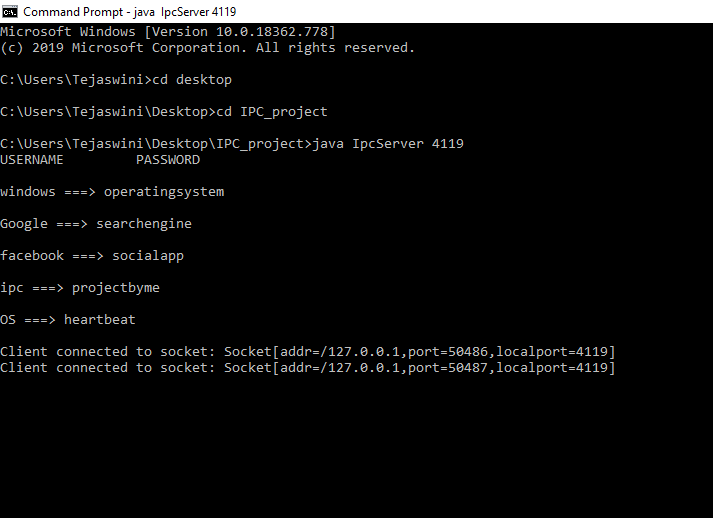 Command Prompt - java  IpcServer 4119
Microsoft Windows [Version 10.0.18362.778]
(c) 2019 Microsoft Corporation. All rights reserved.
C:\Users\Tejaswini>cd desktop
C:\Users\Tejaswini\Desktop>cd IPC_project
C:\Users\Tejaswini\Desktop\IPC_project>java IpcServer 4119
USERNAME         PASSWORD
windows ===> operatingsystem
Google ===> searchengine
facebook ===> socialapp
ipc ===> projectbyme
OS ===> heartbeat
Client connected to socket: Socket[addr=/127.0.0.1,port=50486,localport=4119]
Client connected to socket: Socket[addr=/127.0.0.1,port=50487,localport=4119]